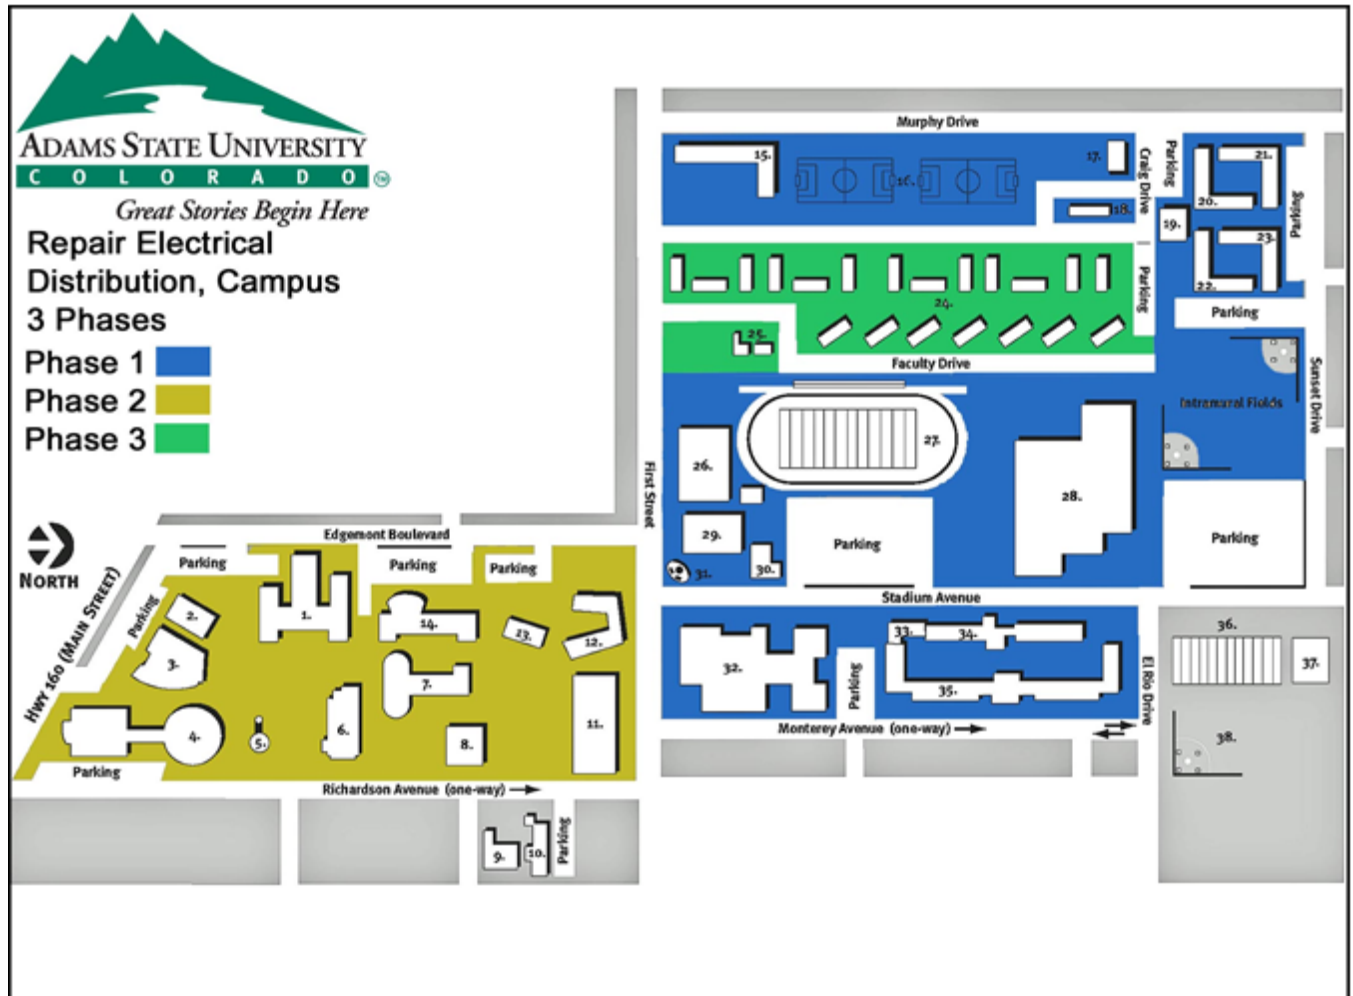 ADAMS STATE UNIVERSITY
COLORADO
TM
Great Stories Begin Here
Repair Electrical
Distribution, Campus
3 Phases
Phase 1
Phase 2
Phase 3
NORTH
Murphy Drive
15.
16.
17.
18.
Craig Drive
Parking
19.
20.
21.
22.
23.
Parking
Parking
Parking
24.
25.
Faculty Drive
Sunset Drive
Intramural Fields
First Street
26.
27.
28.
29.
30.
31.
Parking
Parking
Stadium Avenue
32.
33.
34.
35.
Parking
El Rio Drive
36.
37.
38.
Monterey Avenue (one-way)
Edgemont Boulevard
Parking
Parking
Parking
Parking
Hwy 160 (Main Street)
1.
2.
3.
4.
5.
6.
7.
8.
11.
12.
13.
14.
Parking
Richardson Avenue (one-way)
9.
10.
Parking